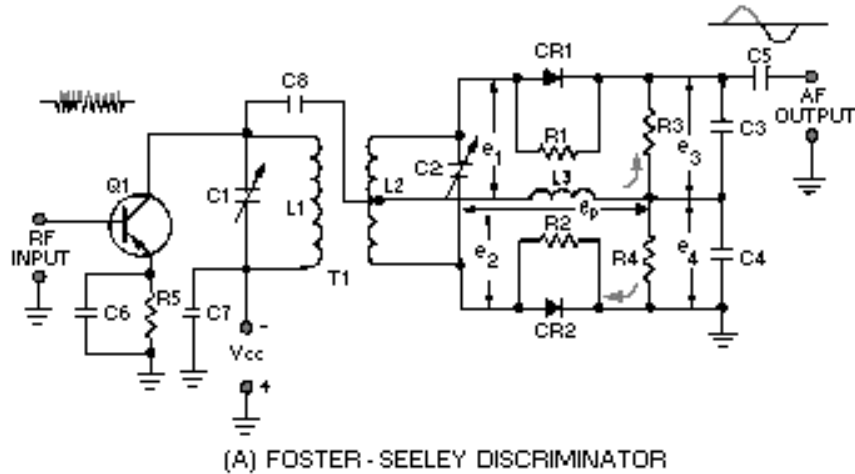 CR1
C5
C8
AF
OUTPUT
R1
R3
C3
e1
e3
C2
L3
Q1
C1
L1
L2
ep
RF
INPUT
R2
e2
R4
e4
C4
T1
C6
R5
C7
CR2
-
Vcc
+
(A) FOSTER - SEELEY DISCRIMINATOR